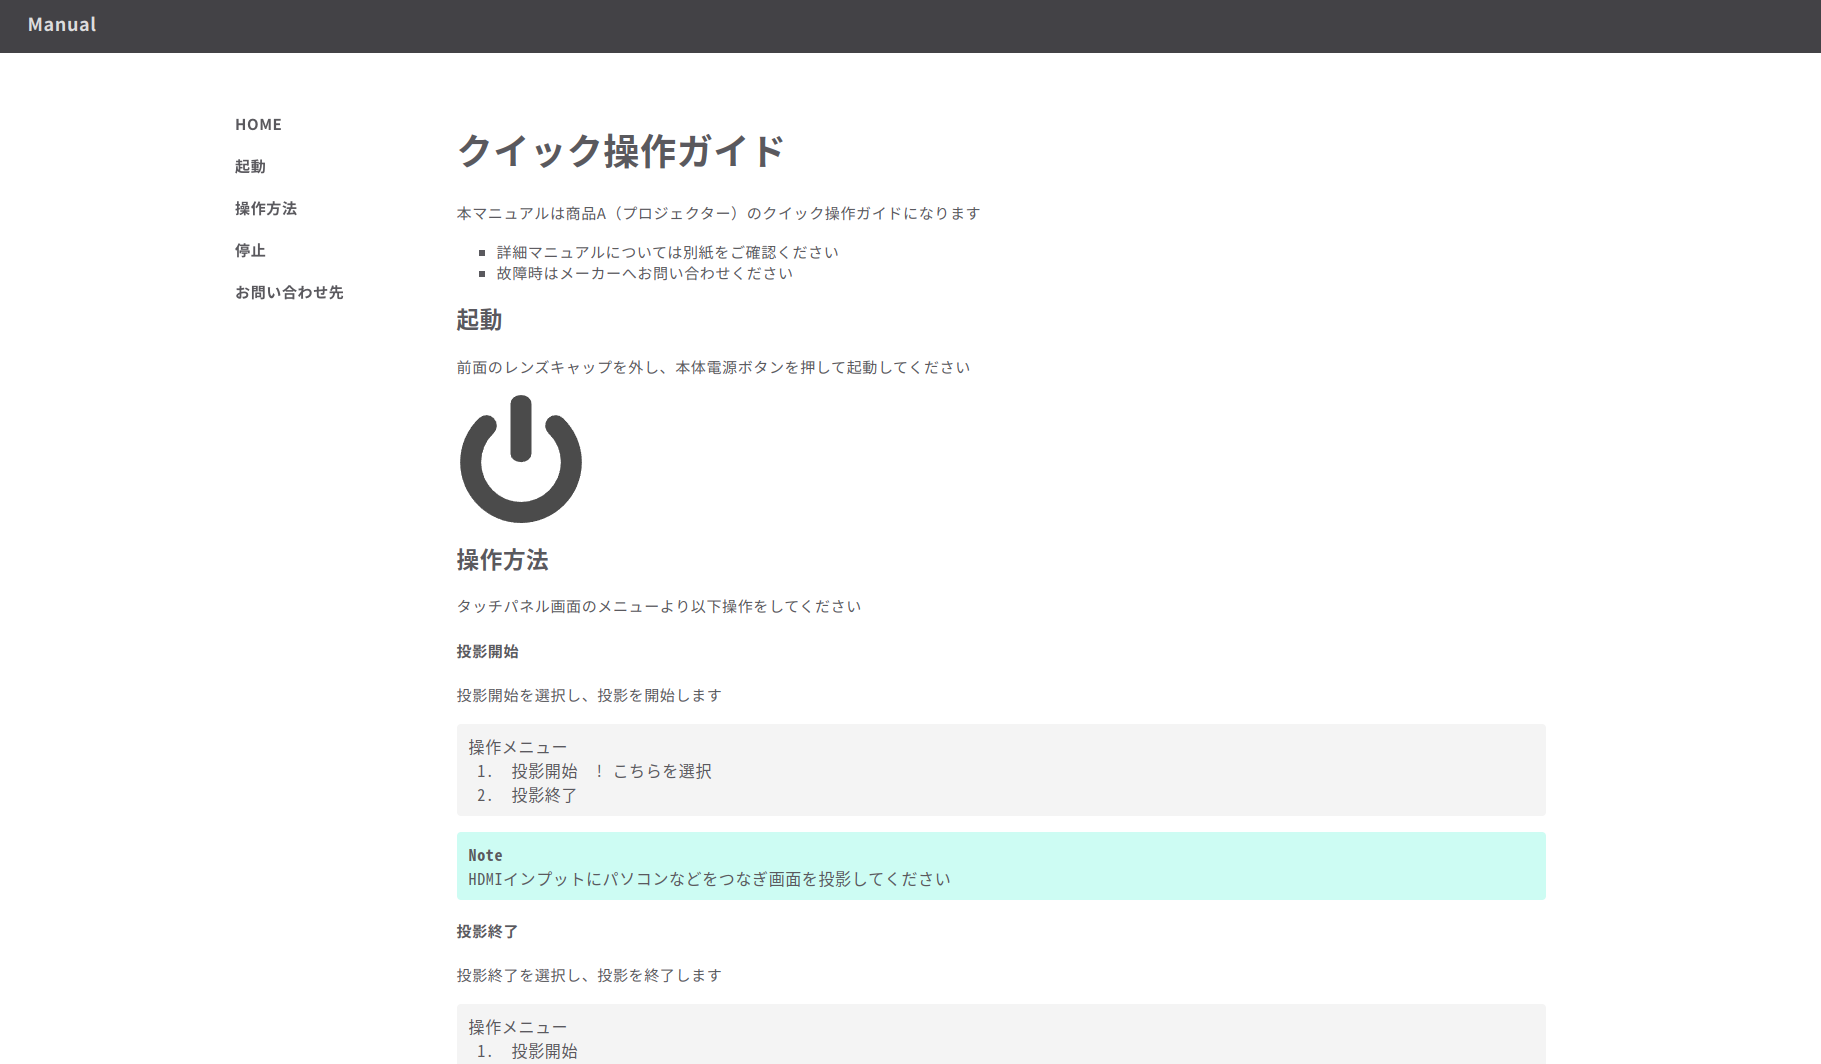 Manual
HOME
起動
操作方法
停止
お問い合わせ先
クイック操作ガイド
本マニュアルは商品A（プロジェクター）のクイック操作ガイドになります
詳細マニュアルについては別紙をご確認ください
故障時はメーカーへお問い合わせください
起動
前面のレンズキャップを外し、本体電源ボタンを押して起動してください
操作方法
タッチパネル画面のメニューより以下操作をしてください
投影開始
投影開始を選択し、投影を開始します
操作メニュー
1. 投影開始 ！こちらを選択
2. 投影終了
Note
HDMIインプットにパソコンなどをつなぎ画面を投影してください
投影終了
投影終了を選択し、投影を終了します
操作メニュー
1. 投影開始